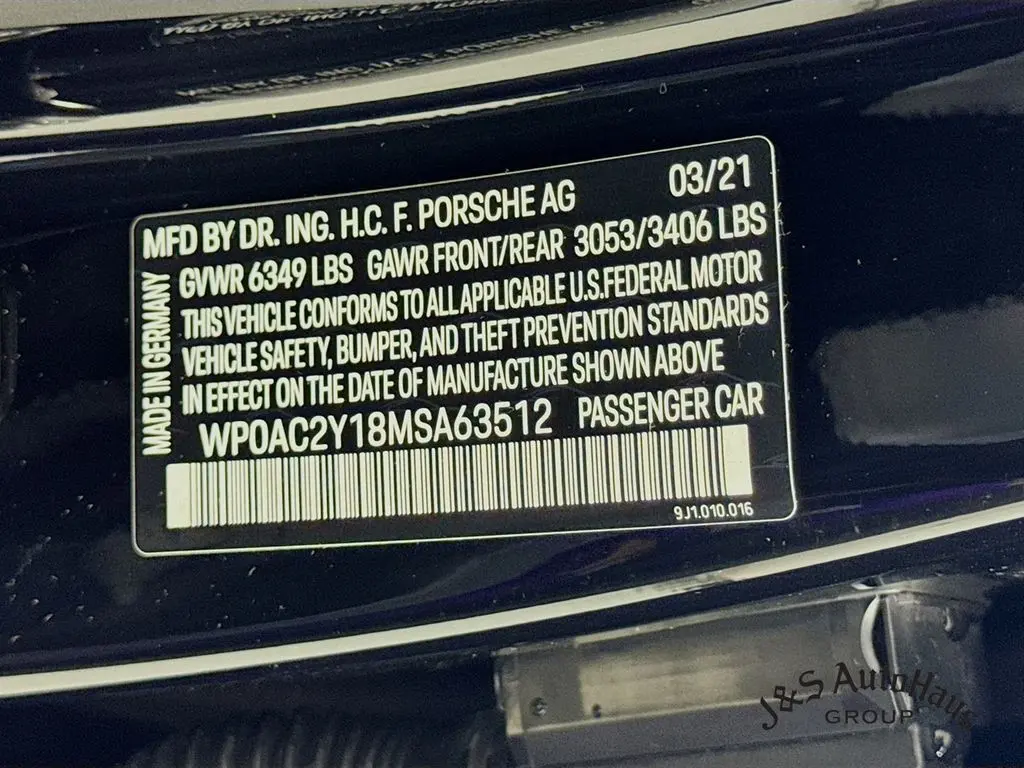 MFD BY DR. ING. H.C. F. PORSCHE AG 03/21
GVWR 6349 LBS GAWR FRONT/REAR 3053/3406 LBS
THIS VEHICLE CONFORMS TO ALL APPLICABLE U.S.FEDERAL MOTOR
VEHICLE SAFETY, BUMPER, AND THEFT PREVENTION STANDARDS
IN EFFECT ON THE DATE OF MANUFACTURE SHOWN ABOVE
WP0AC2Y18MSA63512 PASSENGER CAR
9J1.010.016
MADE IN GERMANY
J&S AutoHaus
GROUP